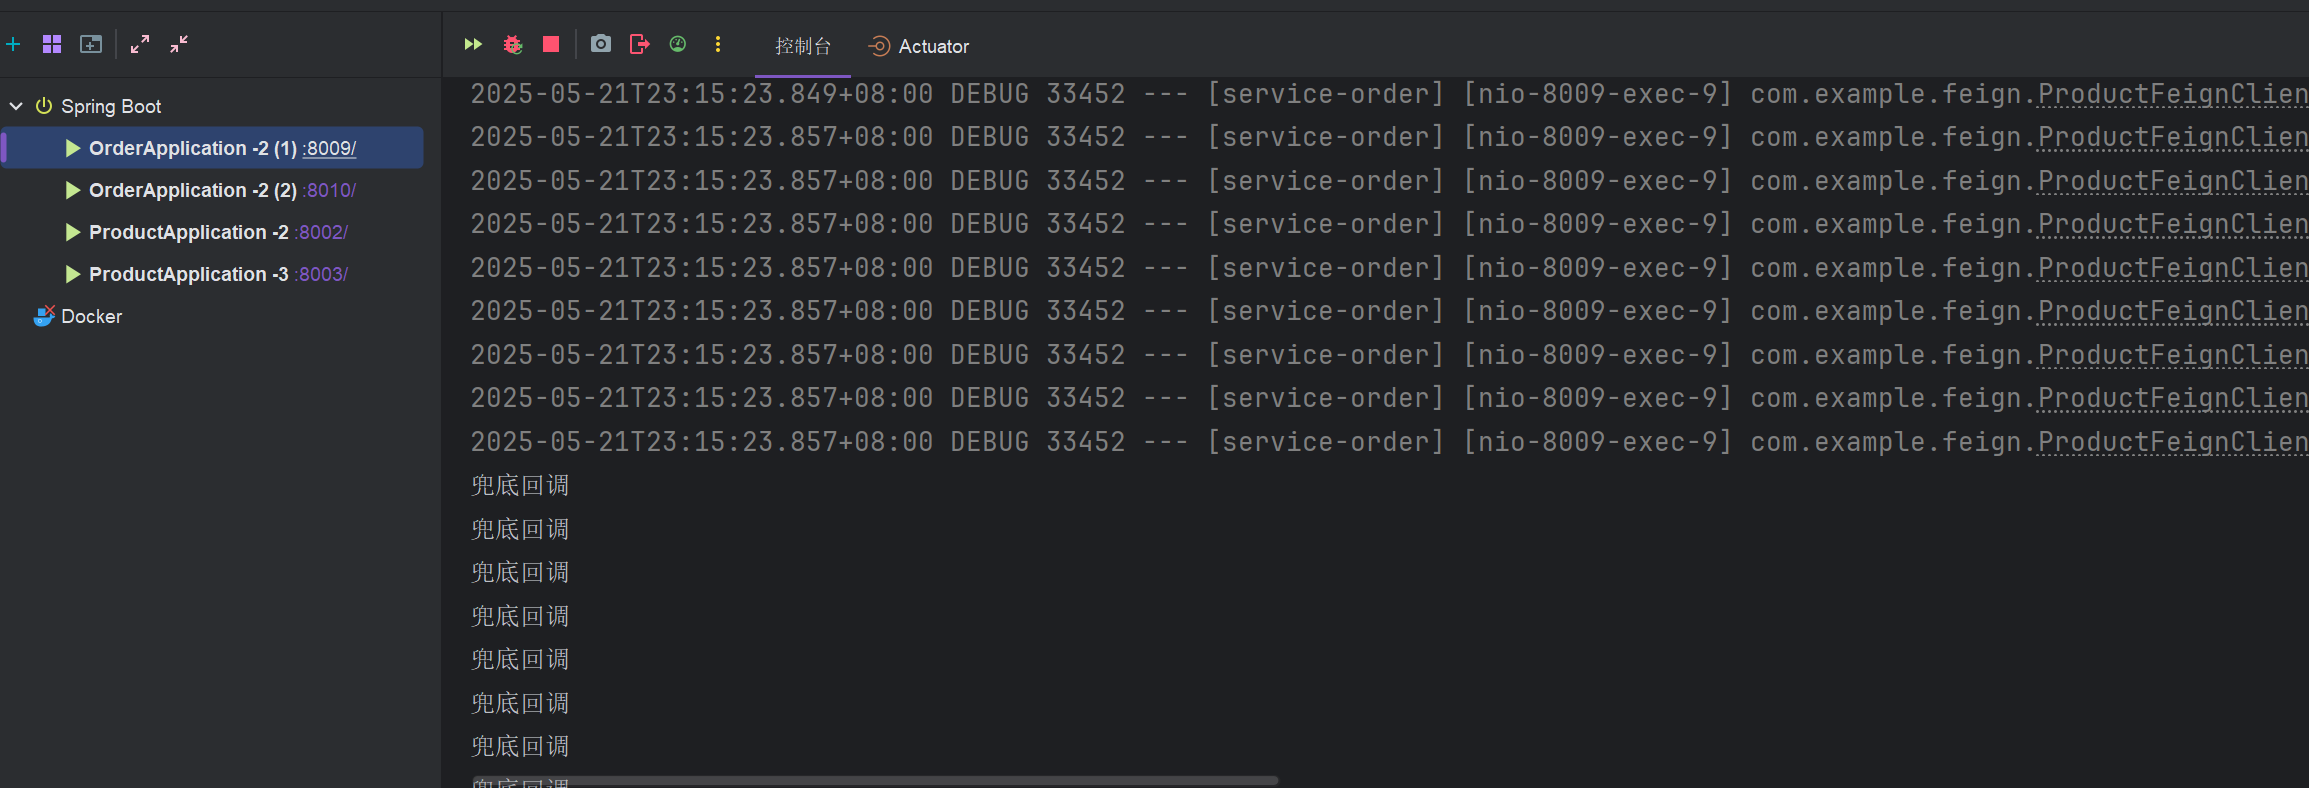 控制台
Actuator
Spring Boot
OrderApplication -2 (1) :8009/
OrderApplication -2 (2) :8010/
ProductApplication -2 :8002/
ProductApplication -3 :8003/
Docker
2025-05-21T23:15:23.849+08:00 DEBUG 33452 --- [service-order] [nio-8009-exec-9] com.example.feign.ProductFeignClien
2025-05-21T23:15:23.857+08:00 DEBUG 33452 --- [service-order] [nio-8009-exec-9] com.example.feign.ProductFeignClien
2025-05-21T23:15:23.857+08:00 DEBUG 33452 --- [service-order] [nio-8009-exec-9] com.example.feign.ProductFeignClien
2025-05-21T23:15:23.857+08:00 DEBUG 33452 --- [service-order] [nio-8009-exec-9] com.example.feign.ProductFeignClien
2025-05-21T23:15:23.857+08:00 DEBUG 33452 --- [service-order] [nio-8009-exec-9] com.example.feign.ProductFeignClien
2025-05-21T23:15:23.857+08:00 DEBUG 33452 --- [service-order] [nio-8009-exec-9] com.example.feign.ProductFeignClien
2025-05-21T23:15:23.857+08:00 DEBUG 33452 --- [service-order] [nio-8009-exec-9] com.example.feign.ProductFeignClien
2025-05-21T23:15:23.857+08:00 DEBUG 33452 --- [service-order] [nio-8009-exec-9] com.example.feign.ProductFeignClien
2025-05-21T23:15:23.857+08:00 DEBUG 33452 --- [service-order] [nio-8009-exec-9] com.example.feign.ProductFeignClien
兜底回调
兜底回调
兜底回调
兜底回调
兜底回调
兜底回调
兜底回调
兜底回调